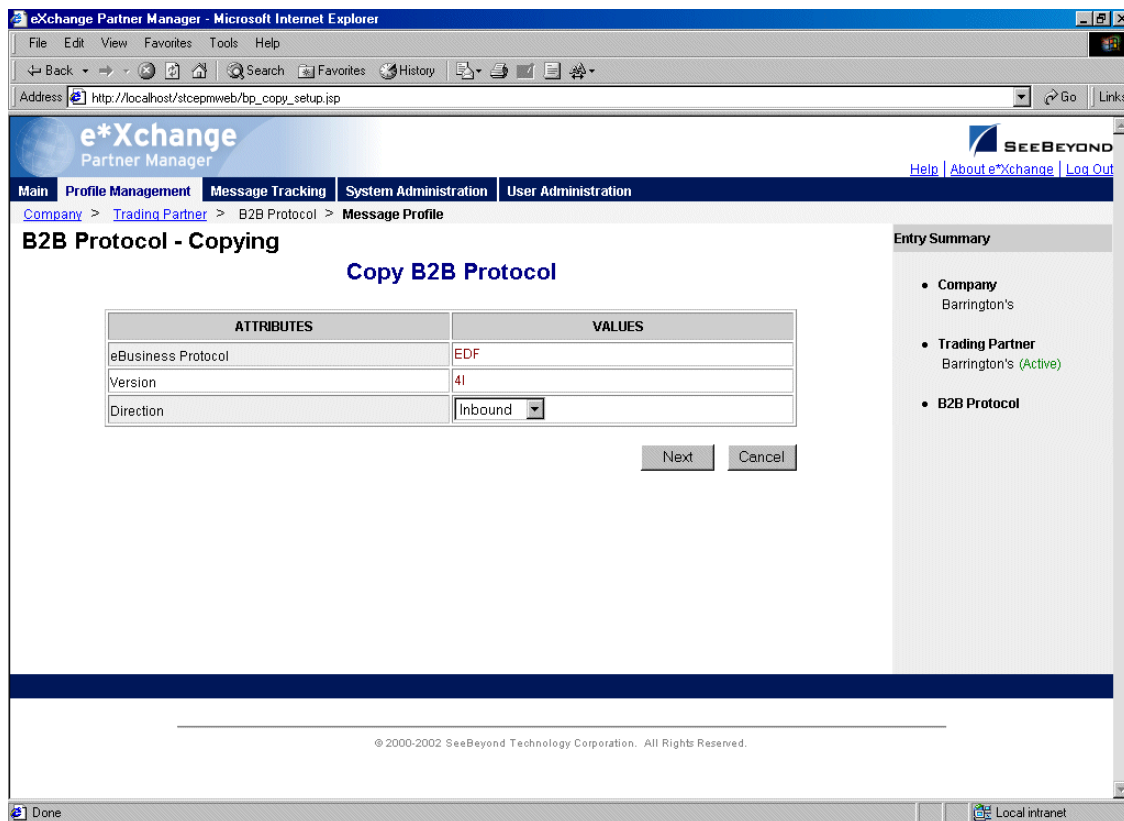 eXchange Partner Manager - Microsoft Internet Explorer
File Edit View Favorites Tools Help
Back Search Favorites History
Address http://localhost/stcepmweb/bp_copy_setup.jsp Go Links
e*Xchange
Partner Manager
SEEBEYOND
Help | About e*Xchange | Log Out
Main Profile Management Message Tracking System Administration User Administration
Company > Trading Partner > B2B Protocol > Message Profile
B2B Protocol - Copying
Copy B2B Protocol
ATTRIBUTES VALUES
eBusiness Protocol EDF
Version 4I
Direction Inbound
Next Cancel
Entry Summary
• Company
Barrington's
• Trading Partner
Barrington's (Active)
• B2B Protocol
© 2000-2002 SeeBeyond Technology Corporation. All Rights Reserved.
Done Local intranet